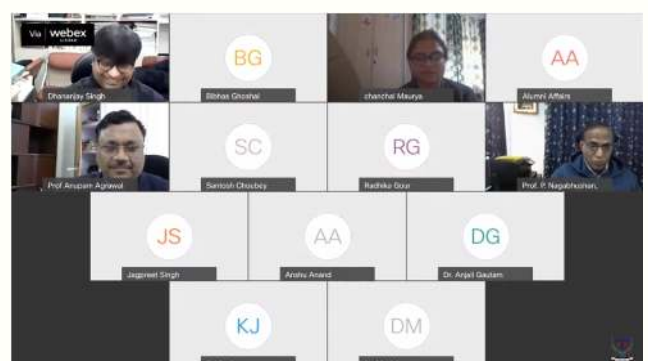 Via webex
BG
AA
Dhananjay Singh
Bibhas Ghoshal
chanchal Maurya
Alumni Affairs
SC
RG
Prof Anupam Agrawal
Santosh Choubey
Radhika Gour
Prof. P. Nagabhushan,
JS
AA
DG
Jagpreet Singh
Anshu Anand
Dr. Anjali Gautam
KJ
DM